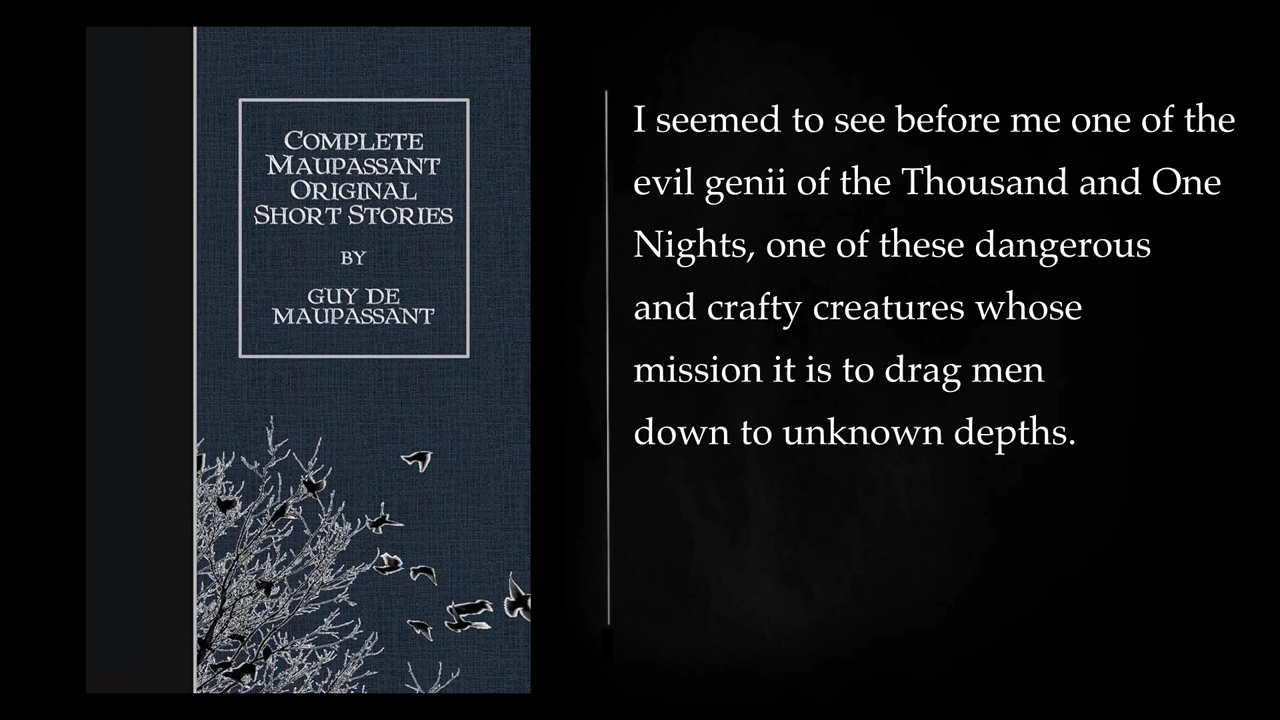 COMPLETE
MAUPASSANT
ORIGINAL
SHORT STORIES
BY
GUY DE
MAUPASSANT
I seemed to see before me one of the
evil genii of the Thousand and One
Nights, one of these dangerous
and crafty creatures whose
mission it is to drag men
down to unknown depths.